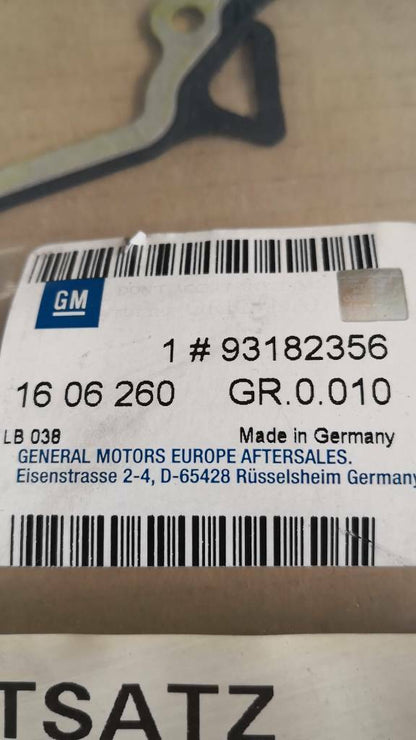 GM
1 # 93182356
16 06 260 GR.0.010
LB 038 Made in Germany
GENERAL MOTORS EUROPE AFTERSALES.
Eisenstrasse 2-4, D-65428 Rüsselsheim Germany
TSATZ